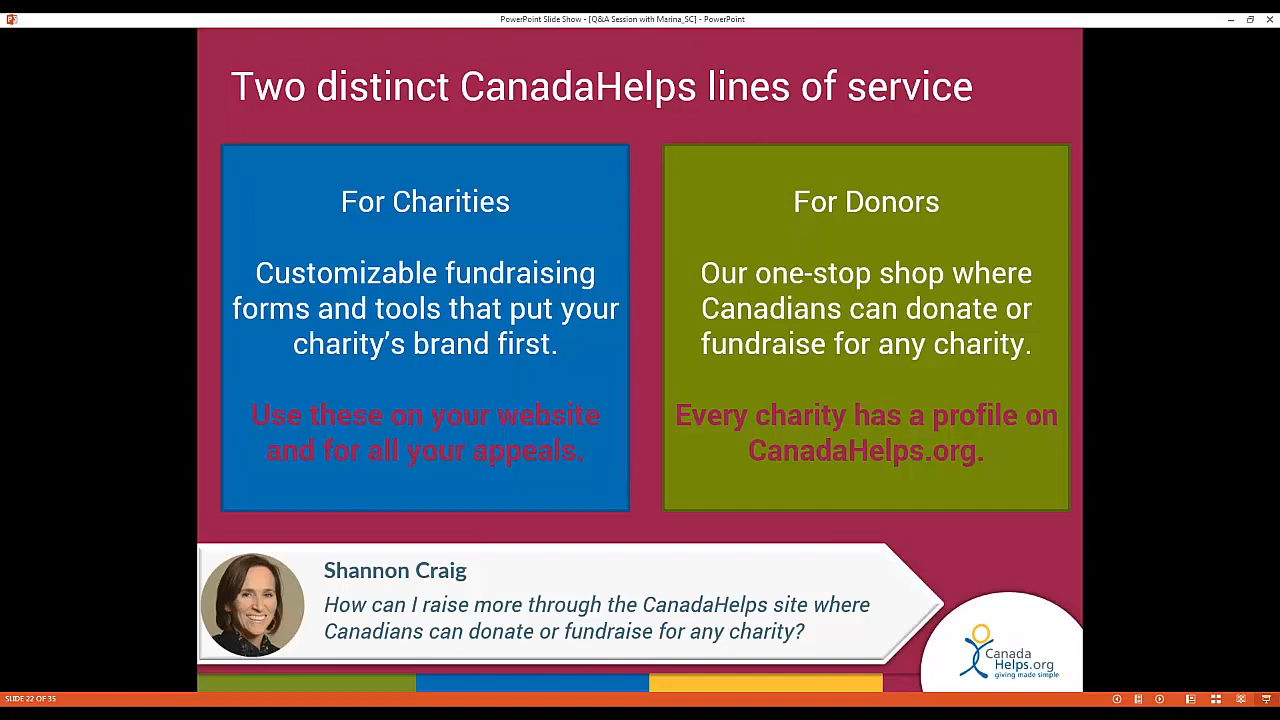 PowerPoint Slide Show - [Q&A Session with Marina_SC] - PowerPoint
Two distinct CanadaHelps lines of service
For Charities
Customizable fundraising
forms and tools that put your
charity’s brand first.
Use these on your website
and for all your appeals.
For Donors
Our one-stop shop where
Canadians can donate or
fundraise for any charity.
Every charity has a profile on
CanadaHelps.org.
Shannon Craig
How can I raise more through the CanadaHelps site where
Canadians can donate or fundraise for any charity?
Canada
Helps.org
giving made simple
SLIDE 22 OF 35